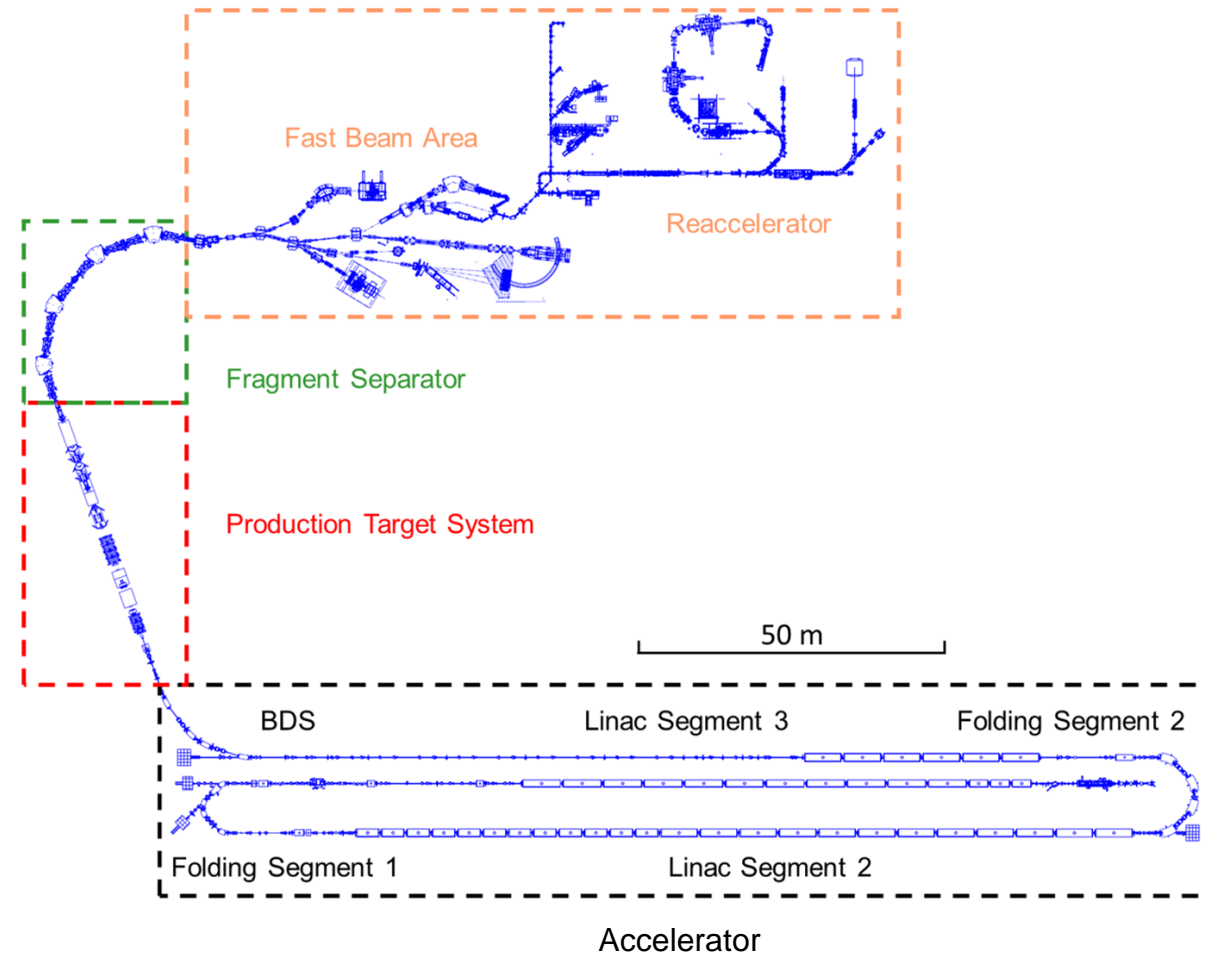 Fast Beam Area
Reaccelerator
Fragment Separator
Production Target System
50 m
BDS
Linac Segment 3
Folding Segment 2
Folding Segment 1
Linac Segment 2
Accelerator